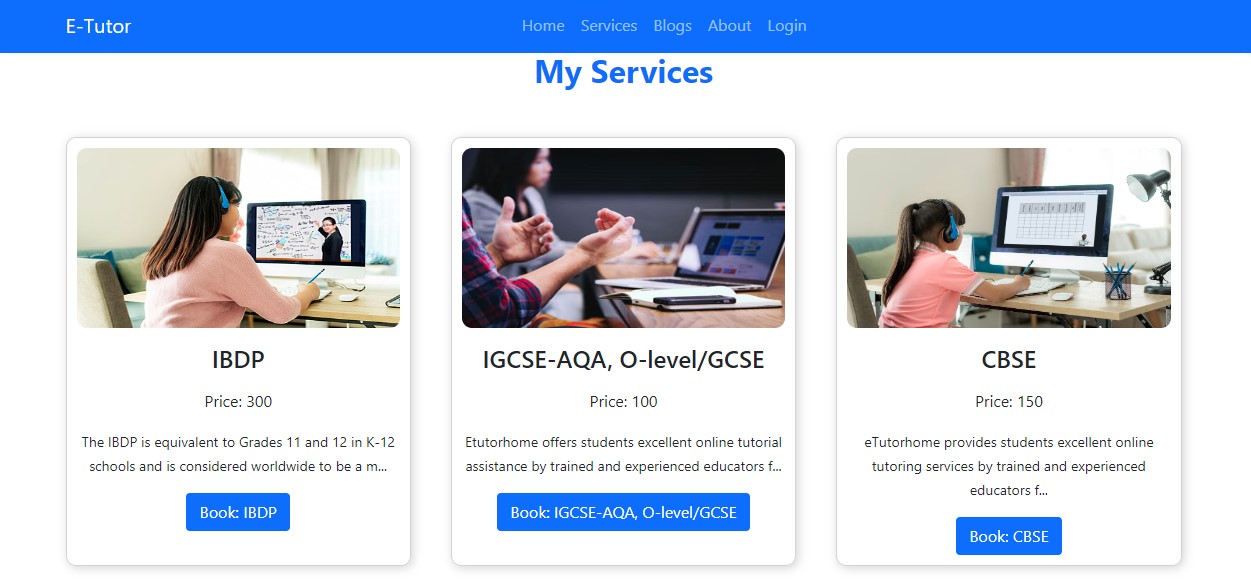 E-Tutor
Home Services Blogs About Login
My Services
IBDP
Price: 300
The IBDP is equivalent to Grades 11 and 12 in K-12
schools and is considered worldwide to be a m...
Book: IBDP
IGCSE-AQA, O-level/GCSE
Price: 100
Etutorhome offers students excellent online tutorial
assistance by trained and experienced educators f...
Book: IGCSE-AQA, O-level/GCSE
CBSE
Price: 150
eTutorhome provides students excellent online
tutoring services by trained and experienced
educators f...
Book: CBSE